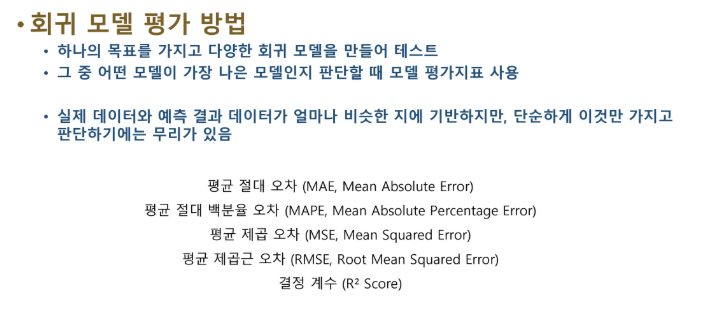 • 회귀 모델 평가 방법
• 하나의 목표를 가지고 다양한 회귀 모델을 만들어 테스트
• 그 중 어떤 모델이 가장 나은 모델인지 판단할 때 모델 평가지표 사용
• 실제 데이터와 예측 결과 데이터가 얼마나 비슷한 지에 기반하지만, 단순하게 이것만 가지고
판단하기에는 무리가 있음
평균 절대 오차 (MAE, Mean Absolute Error)
평균 절대 백분율 오차 (MAPE, Mean Absolute Percentage Error)
평균 제곱 오차 (MSE, Mean Squared Error)
평균 제곱근 오차 (RMSE, Root Mean Squared Error)
결정 계수 (R² Score)